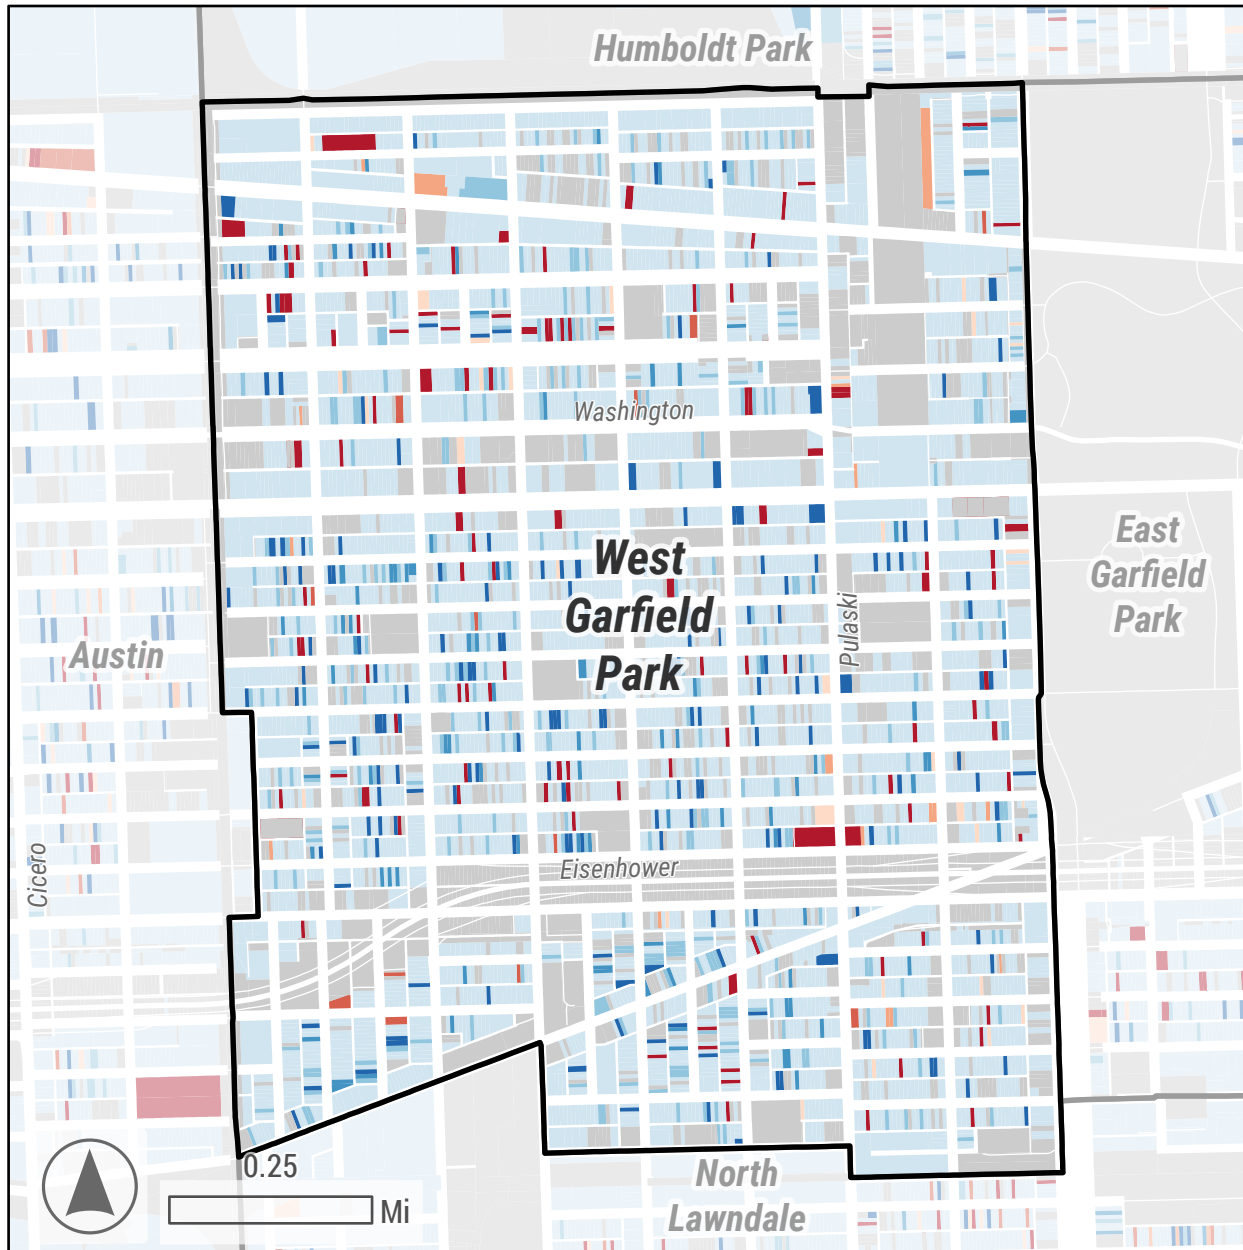 Humboldt Park
Washington
West
Garfield
Park
East
Garfield
Park
Pulaski
Austin
Cicero
Eisenhower
0.25
Mi
North
Lawndale